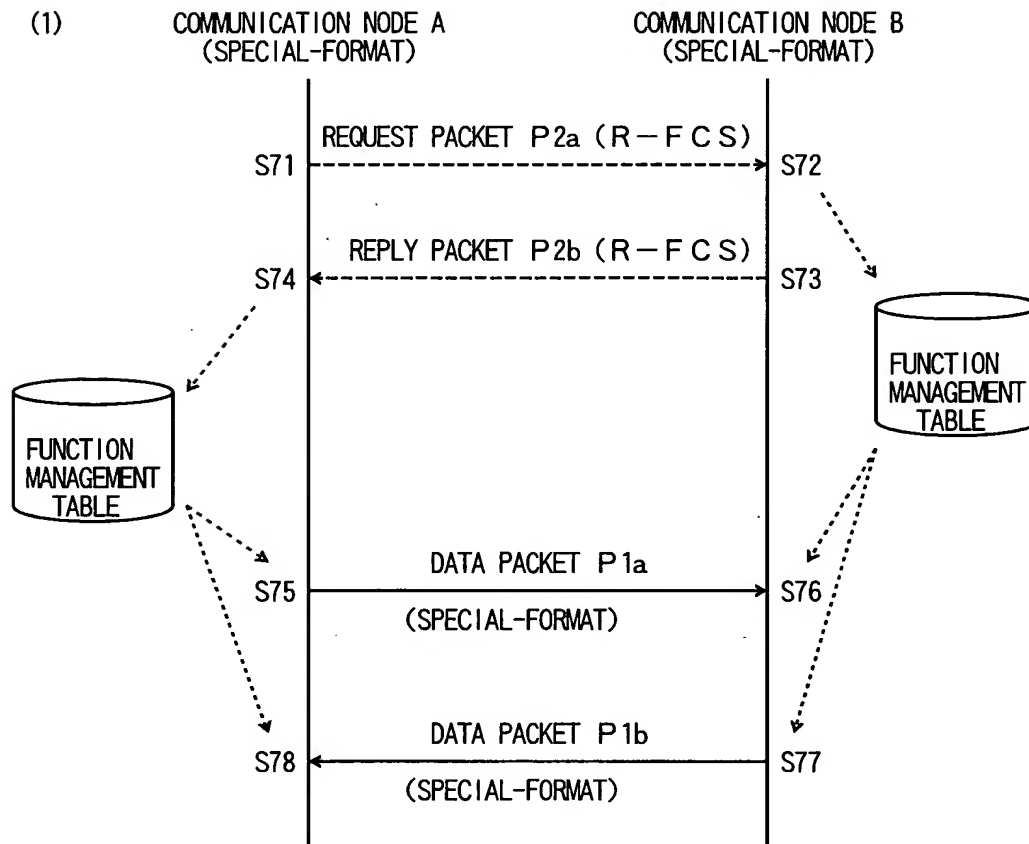 (1)
COMMUNICATION NODE A
(SPECIAL-FORMAT)
COMMUNICATION NODE B
(SPECIAL-FORMAT)
REQUEST PACKET P2a (R-FCS)
S71
S72
REPLY PACKET P2b (R-FCS)
S74
S73
FUNCTION
MANAGEMENT
TABLE
FUNCTION
MANAGEMENT
TABLE
DATA PACKET P1a
S75
S76
(SPECIAL-FORMAT)
DATA PACKET P1b
S78
S77
(SPECIAL-FORMAT)